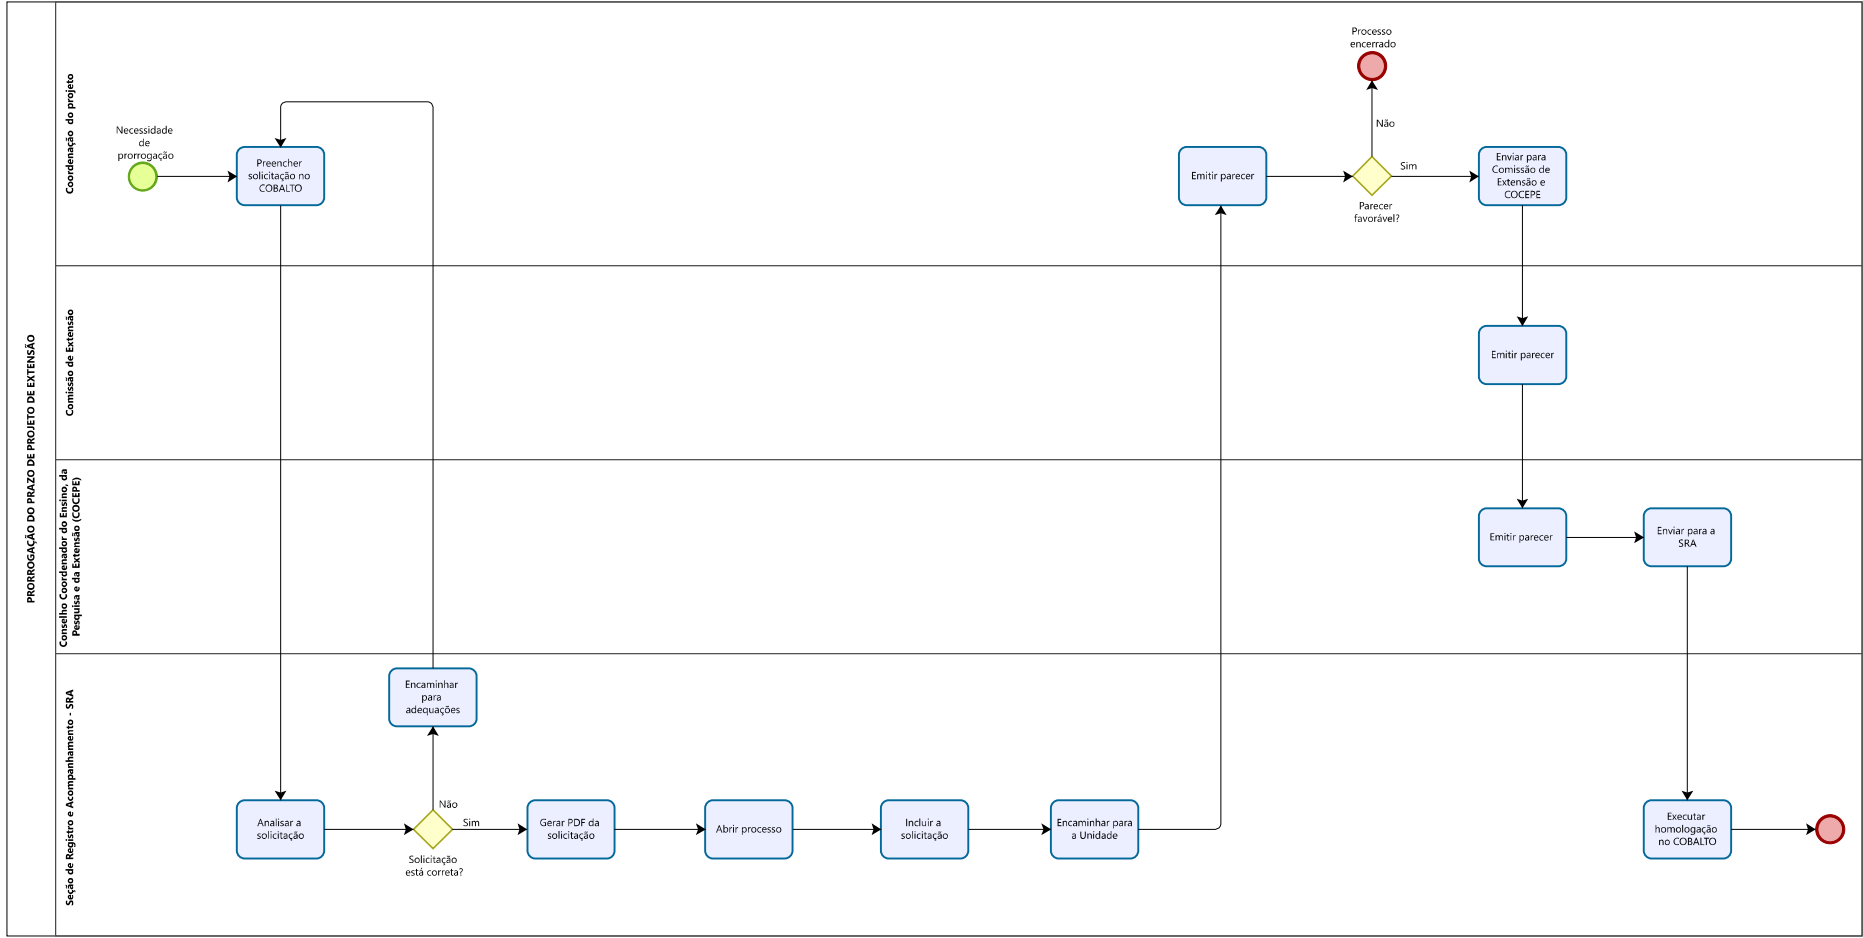 PRORROGAÇÃO DO PRAZO DE PROJETO DE EXTENSÃO
Coordenação  do projeto
Necessidade
de
prorrogação
Preencher
solicitação no
COBALTO
Emitir parecer
Processo
encerrado
Não
Sim
Parecer
favorável?
Enviar para
Comissão de
Extensão e
COCEPE
Comissão de Extensão
Emitir parecer
Conselho Coordenador do Ensino, da
Pesquisa e da Extensão (COCEPE)
Emitir parecer
Enviar para a
SRA
Seção de Registro e Acompanhamento - SRA
Encaminhar
para
adequações
Analisar a
solicitação
Não
Sim
Solicitação
está correta?
Gerar PDF da
solicitação
Abrir processo
Incluir a
solicitação
Encaminhar para
a Unidade
Executar
homologação
no COBALTO